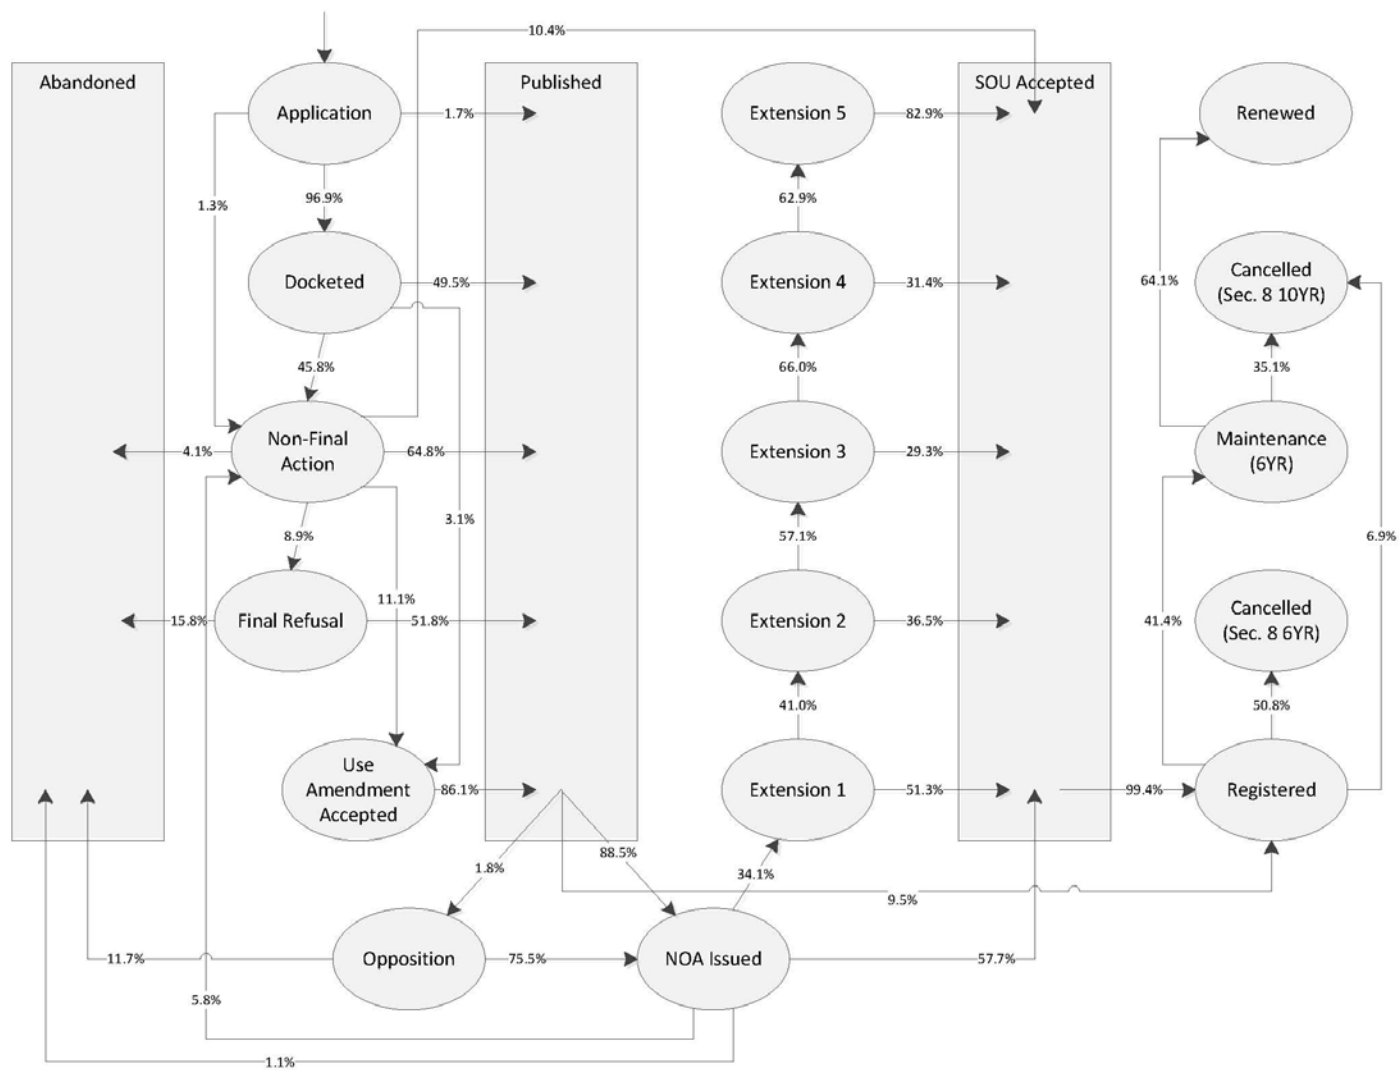 10.4%
Abandoned
Published
SOU Accepted
Application
1.7%
Extension 5
82.9%
Renewed
1.3%
96.9%
62.9%
Docketed
49.5%
Extension 4
31.4%
64.1%
Cancelled
(Sec. 8 10YR)
45.8%
66.0%
35.1%
4.1%
Non-Final
Action
64.8%
Extension 3
29.3%
Maintenance
(6YR)
3.1%
8.9%
57.1%
6.9%
11.1%
15.8%
Final Refusal
51.8%
Extension 2
36.5%
41.4%
Cancelled
(Sec. 8 6YR)
41.0%
50.8%
Use
Amendment
Accepted
86.1%
Extension 1
51.3%
99.4%
Registered
1.8%
88.5%
34.1%
9.5%
11.7%
Opposition
75.5%
NOA Issued
57.7%
5.8%
1.1%